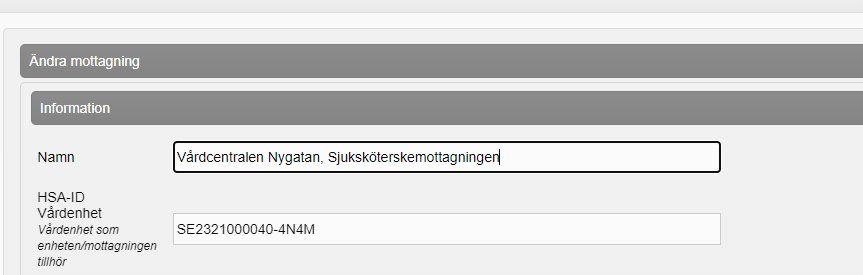 Ändra mottagning
Information
Namn
Vårdcentralen Nygatan, Sjuksköterskemottagningen
HSA-ID
Vårdenhet
Vårdenhet som
enheten/mottagningen
tillhör
SE2321000040-4N4M